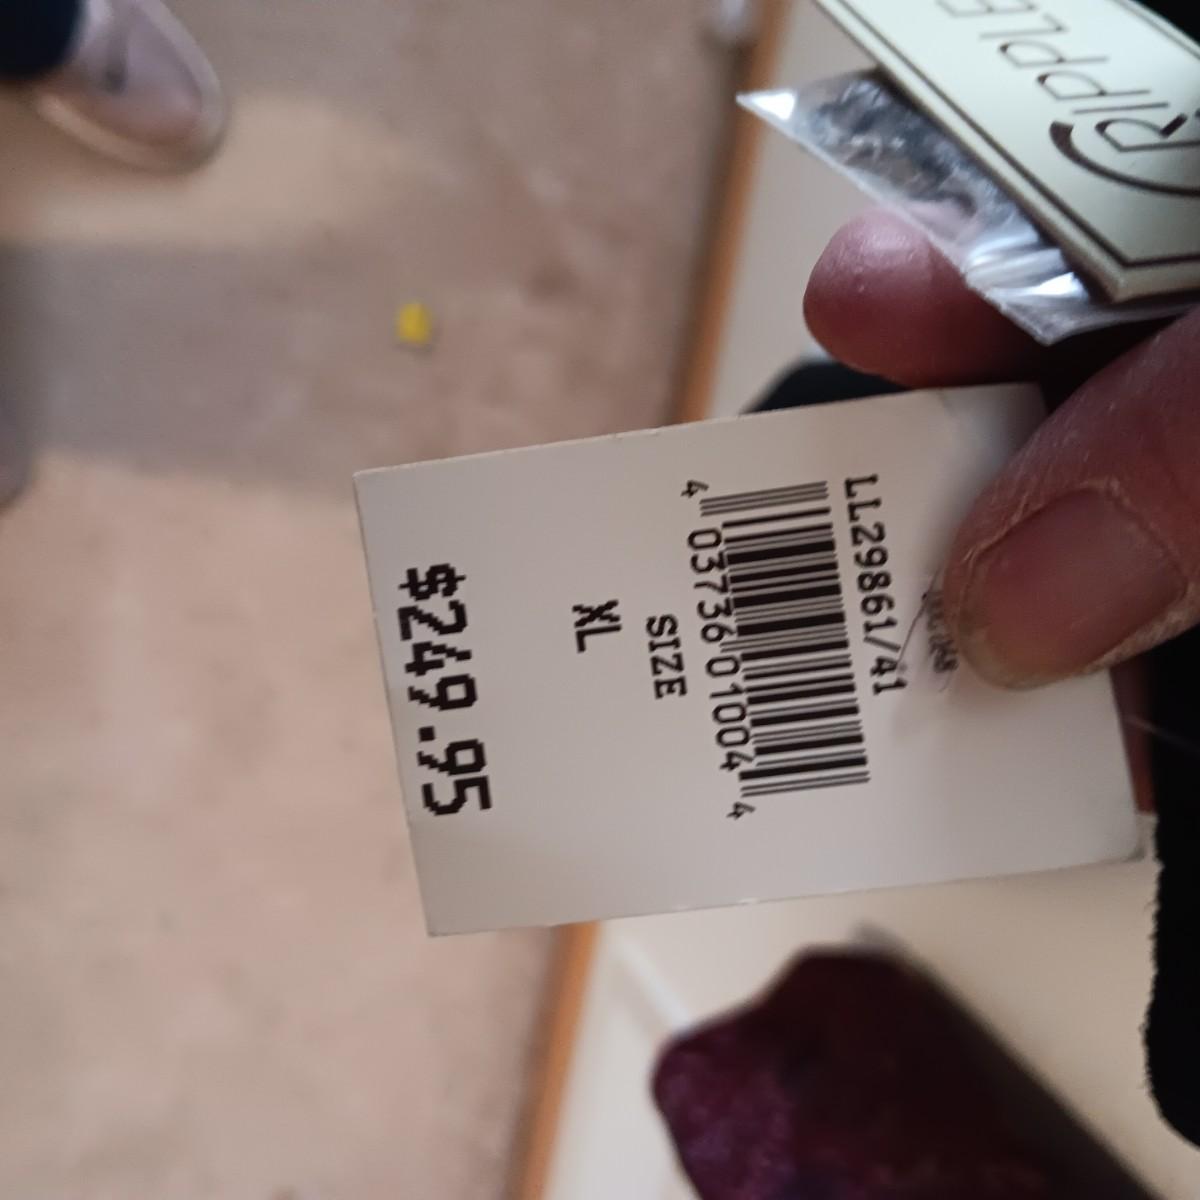 RIPPLE
LL29861/41
4 03736 01004 4
SIZE
XL
$249.95